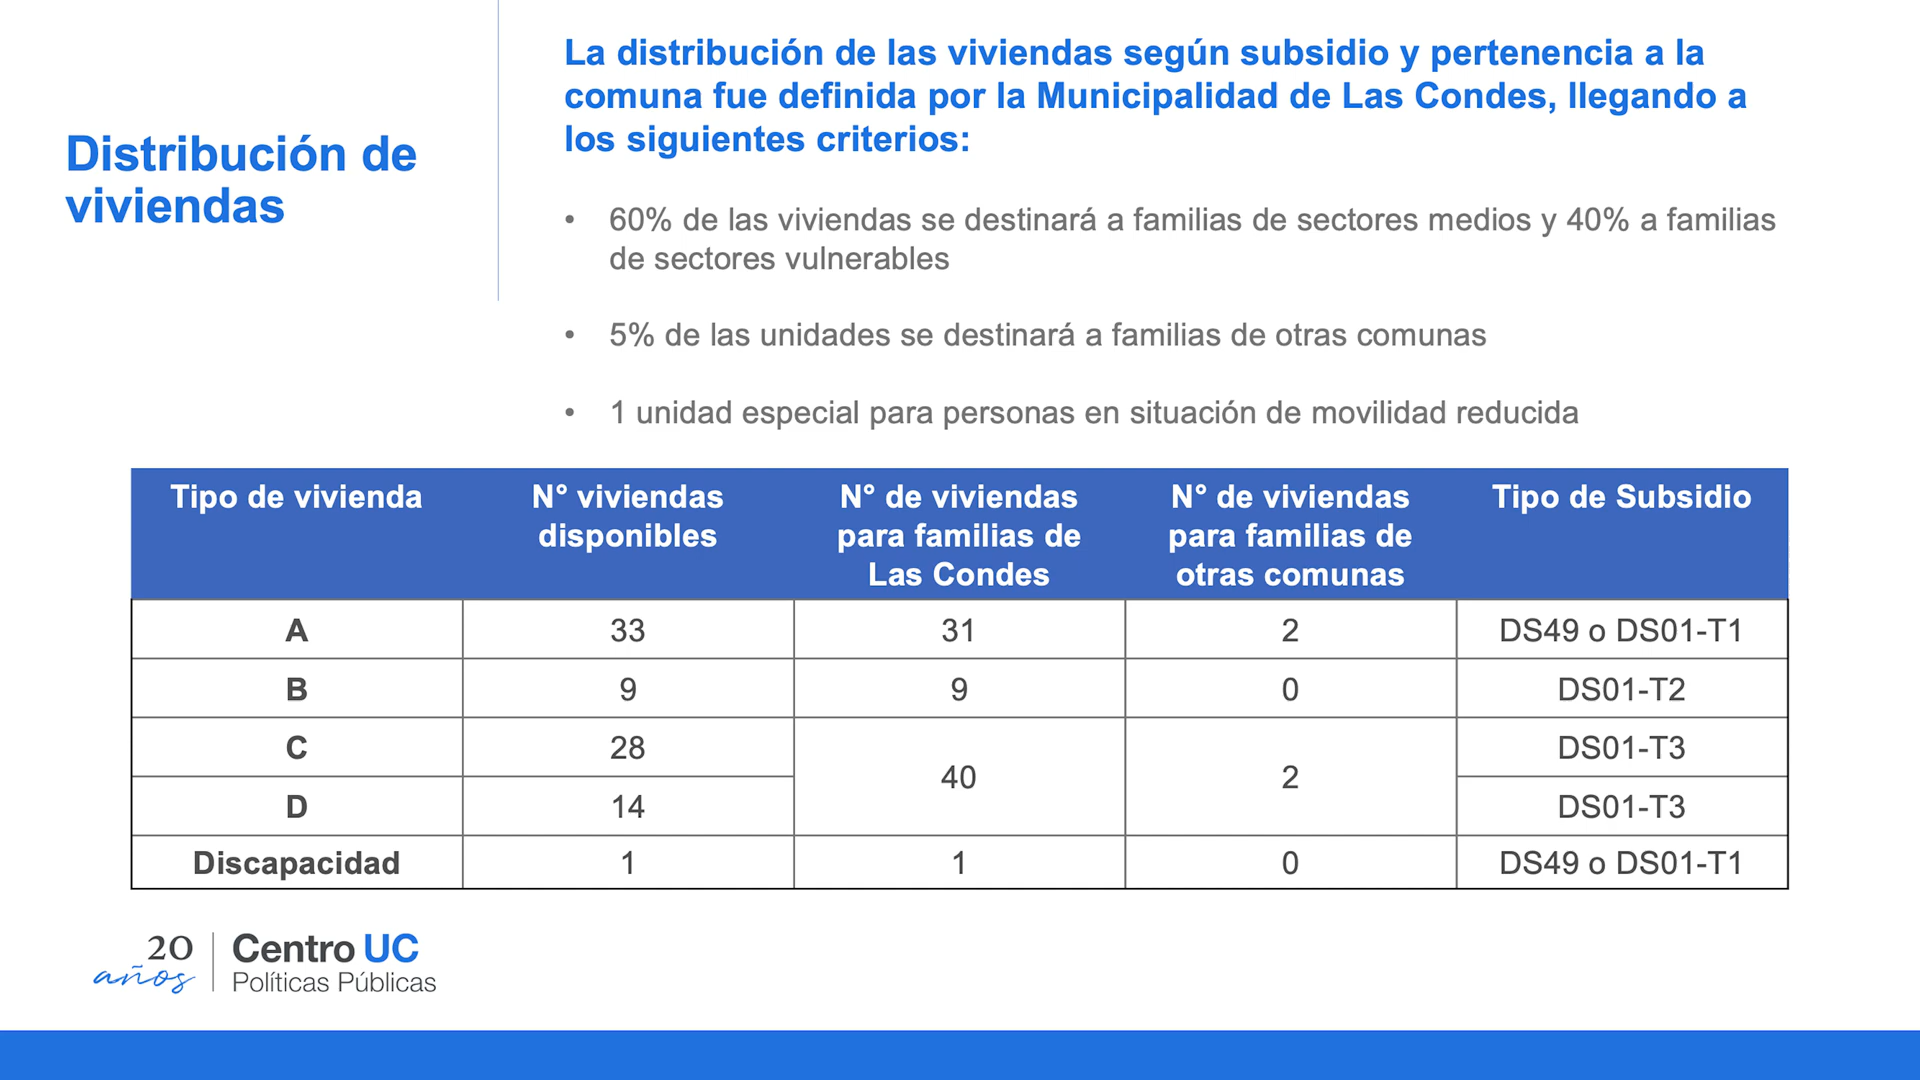 Distribución de
viviendas
La distribución de las viviendas según subsidio y pertenencia a la
comuna fue definida por la Municipalidad de Las Condes, llegando a
los siguientes criterios:
• 60% de las viviendas se destinará a familias de sectores medios y 40% a familias
de sectores vulnerables
• 5% de las unidades se destinará a familias de otras comunas
• 1 unidad especial para personas en situación de movilidad reducida
Tipo de vivienda
N° viviendas
disponibles
N° de viviendas
para familias de
Las Condes
N° de viviendas
para familias de
otras comunas
Tipo de Subsidio
A 33 31 2 DS49 o DS01-T1
B 9 9 0 DS01-T2
C 28 DS01-T3
40 2
D 14 DS01-T3
Discapacidad 1 1 0 DS49 o DS01-T1
20
años
Centro UC
Políticas Públicas